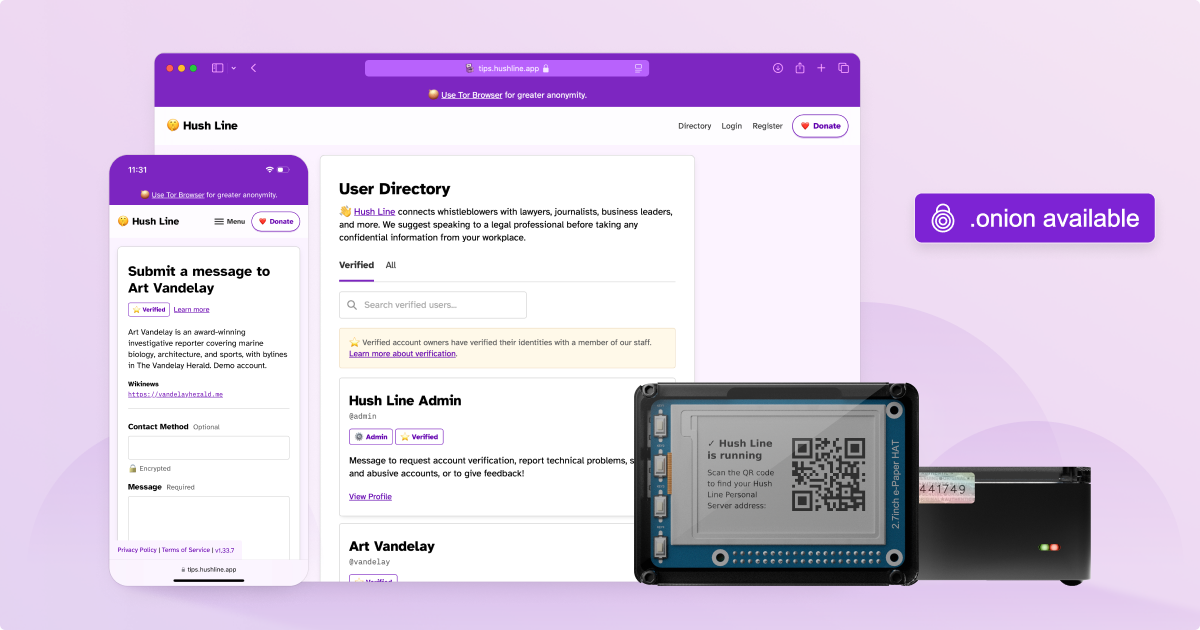 tips.hushline.app
Use Tor Browser for greater anonymity.
Hush Line
Directory
Login
Register
Donate
User Directory
Hush Line connects whistleblowers with lawyers, journalists, business leaders,
and more. We suggest speaking to a legal professional before taking any
confidential information from your workplace.
Verified
All
Search verified users...
Verified account owners have verified their identities with a member of our staff.
Learn more about verification.
Hush Line Admin
@admin
Admin
Verified
Message to request account verification, report technical problems, s
and abusive accounts, or to give feedback!
View Profile
Art Vandelay
@vandelay
Verified
11:31
Use Tor Browser for greater anonymity.
Hush Line
Menu
Donate
Submit a message to
Art Vandelay
Verified
Learn more
Art Vandelay is an award-winning
investigative reporter covering marine
biology, architecture, and sports, with bylines
in The Vandelay Herald. Demo account.
Wikinews
https://vandelayherald.me
Contact Method Optional
Encrypted
Message Required
Privacy Policy | Terms of Service | v1.33.7
tips.hushline.app
.onion available
✓ Hush Line
is running
Scan the QR code
to find your Hush
Line Personal
Server address:
2.7inch e-Paper HAT
441749